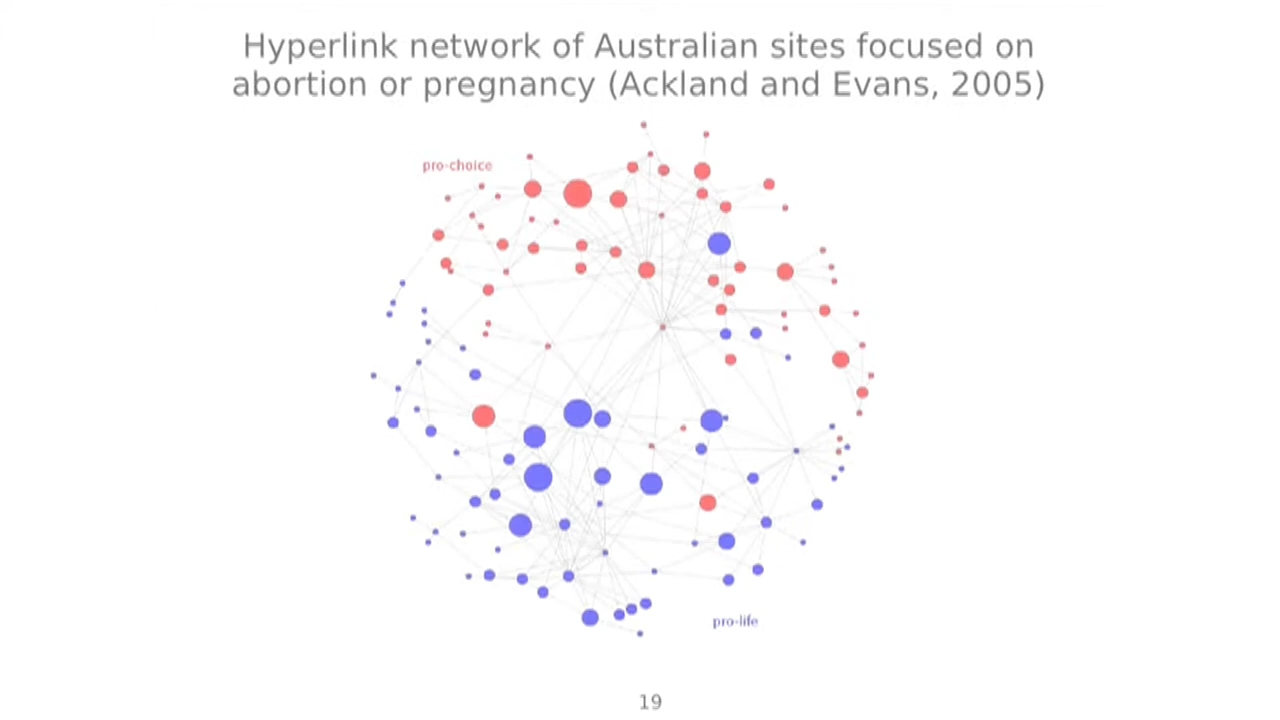 Hyperlink network of Australian sites focused on
abortion or pregnancy (Ackland and Evans, 2005)
pro-choice
pro-life
19